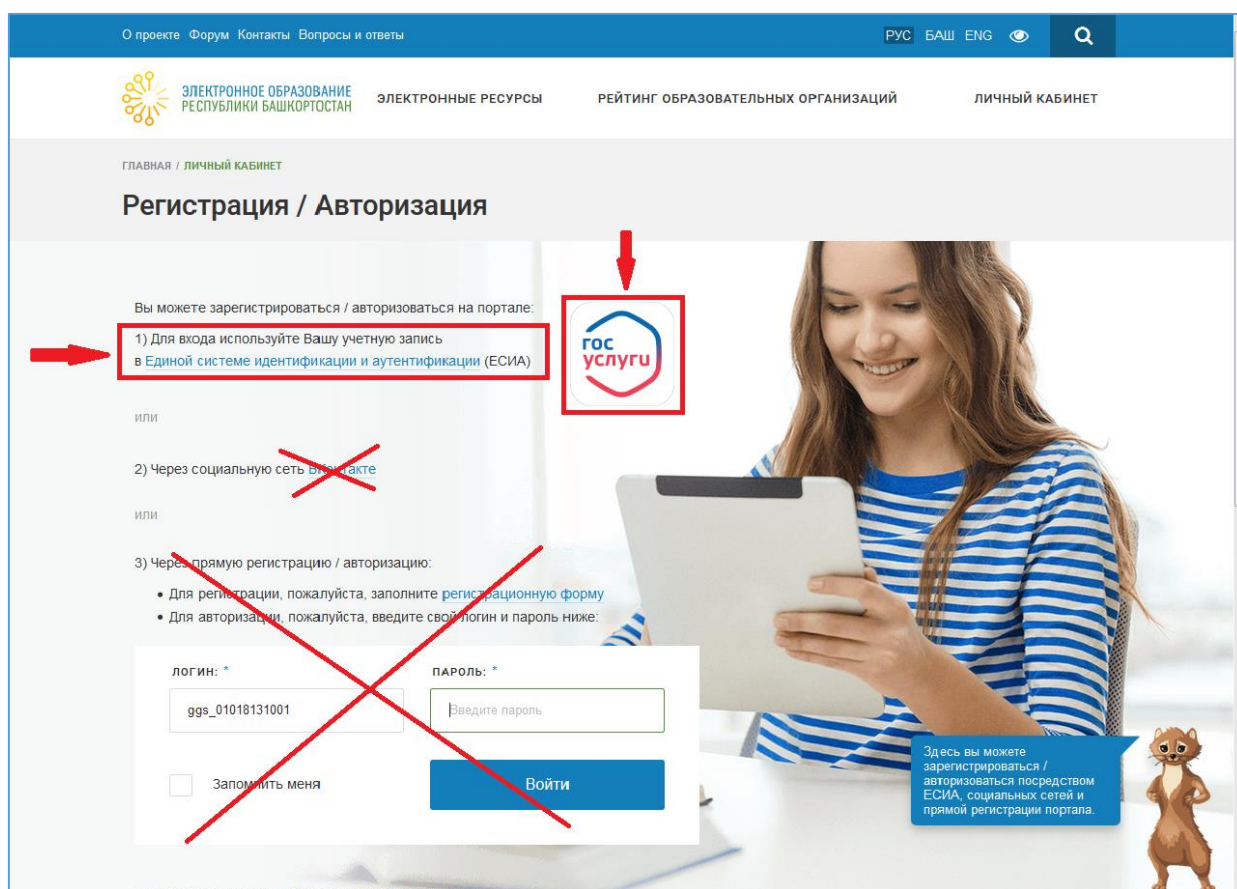 О проекте Форум Контакты Вопросы и ответы
РУС БАШ ENG
ЭЛЕКТРОННОЕ ОБРАЗОВАНИЕ
РЕСПУБЛИКИ БАШКОРТОСТАН
ЭЛЕКТРОННЫЕ РЕСУРСЫ
РЕЙТИНГ ОБРАЗОВАТЕЛЬНЫХ ОРГАНИЗАЦИЙ
ЛИЧНЫЙ КАБИНЕТ
ГЛАВНАЯ / ЛИЧНЫЙ КАБИНЕТ
Регистрация / Авторизация
Вы можете зарегистрироваться / авторизоваться на портале:
1) Для входа используйте Вашу учетную запись
в Единой системе идентификации и аутентификации (ЕСИА)
гос
услуги
или
2) Через социальную сеть ВКонтакте
или
3) Через прямую регистрацию / авторизацию:
• Для регистрации, пожалуйста, заполните регистрационную форму
• Для авторизации, пожалуйста, введите свой логин и пароль ниже:
ЛОГИН: *
ПАРОЛЬ: *
ggs_01018131001
Введите пароль
Запомнить меня
Войти
Здесь вы можете
зарегистрироваться /
авторизоваться посредством
ЕСИА, социальных сетей и
прямой регистрации портала.